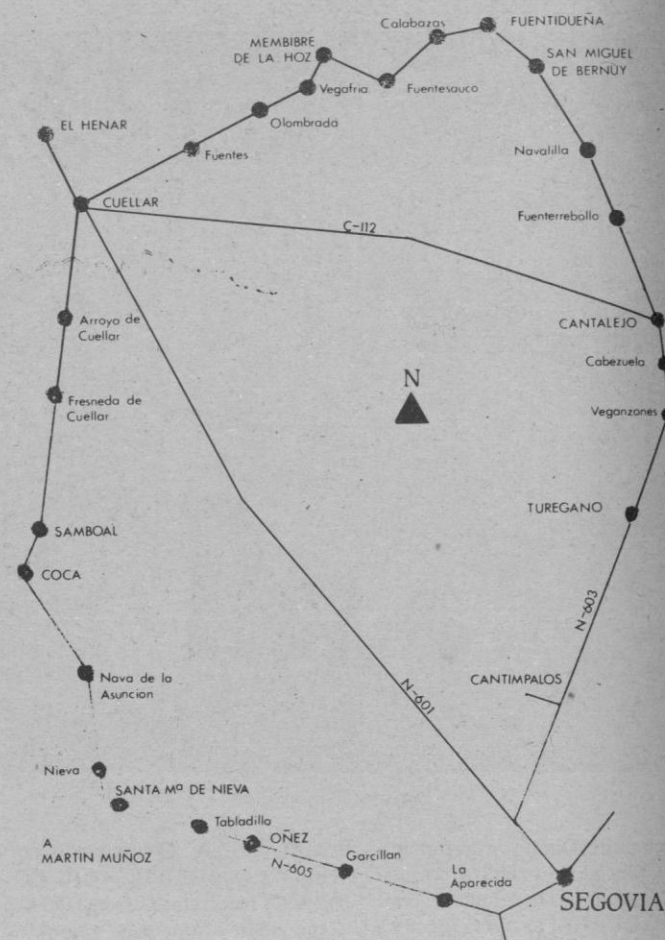 Calabazas
FUENTIDUEÑA
MEMBIBRE
DE LA HOZ
SAN MIGUEL
DE BERNUY
Vegafria
Fuentesauco
EL HENAR
Olombrada
Fuentes
Navalilla
CUELLAR
Fuenterrebollo
C-112
Arroyo de
Cuellar
CANTALEJO
Cabezuela
N
Fresneda de
Cuellar
Veganzones
TUREGANO
SAMBOAL
COCA
N-603
Nava de la
Asuncion
CANTIMPALOS
N-601
Nieva
SANTA Mª DE NIEVA
Tabladillo
A
MARTIN MUÑOZ
OÑEZ
N-605
Garcillan
La
Aparecida
SEGOVIA